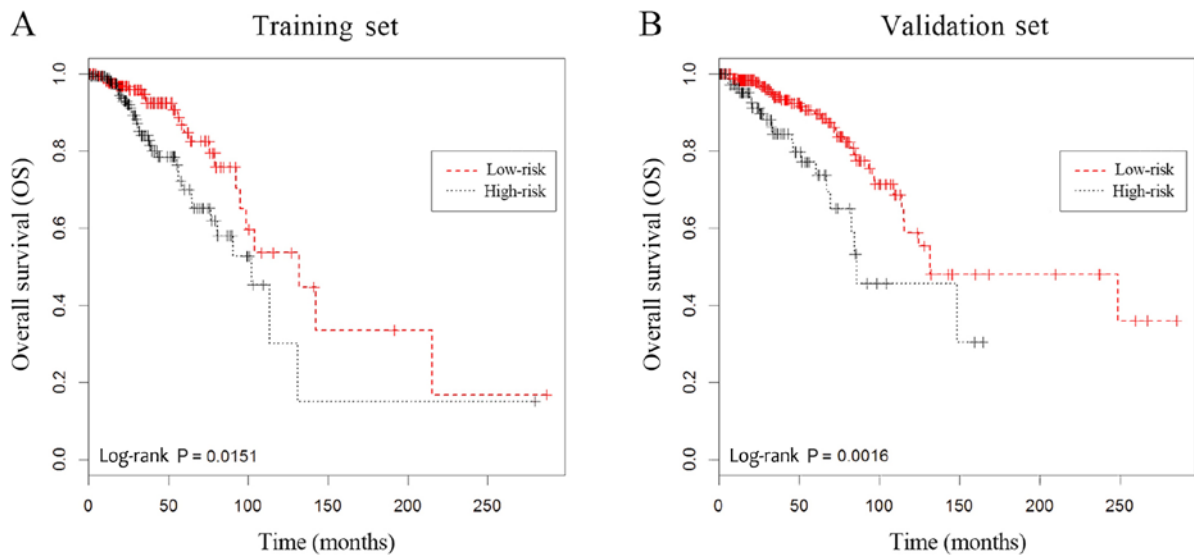 A
Training set
Overall survival (OS)
1.0
0.8
0.6
0.4
0.2
0.0
Low-risk
High-risk
Log-rank P = 0.0151
0 50 100 150 200 250
Time (months)
B
Validation set
Overall survival (OS)
1.0
0.8
0.6
0.4
0.2
0.0
Low-risk
High-risk
Log-rank P = 0.0016
0 50 100 150 200 250
Time (months)